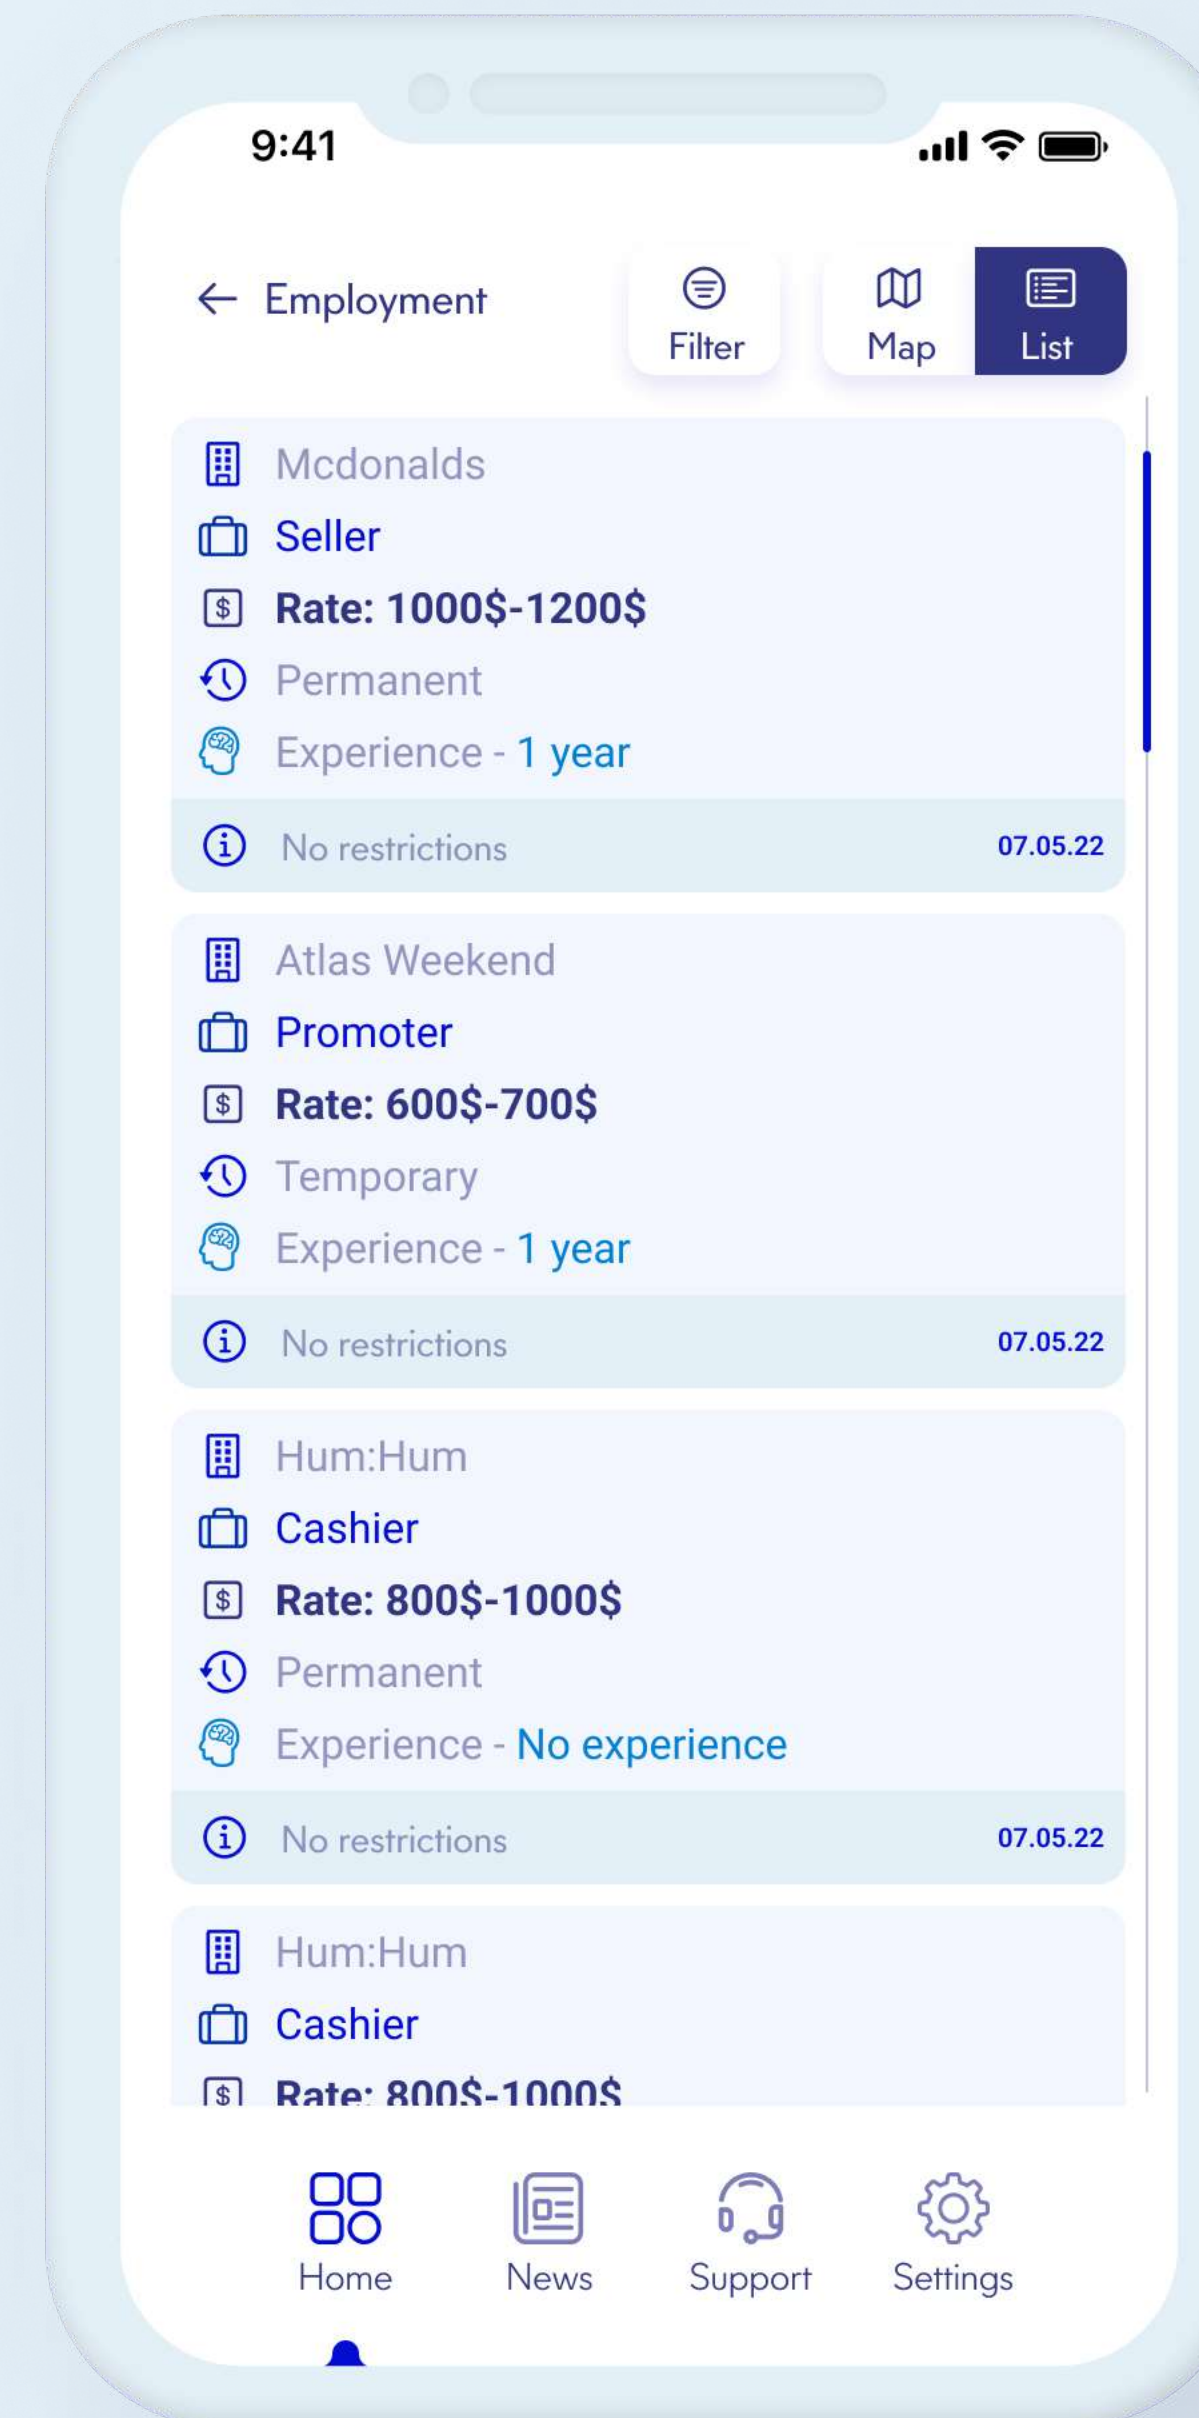 9:41
Employment
Filter
Map
List
Mcdonalds
Seller
$ Rate: 1000$-1200$
Permanent
Experience - 1 year
i No restrictions 07.05.22
Atlas Weekend
Promoter
$ Rate: 600$-700$
Temporary
Experience - 1 year
i No restrictions 07.05.22
Hum:Hum
Cashier
$ Rate: 800$-1000$
Permanent
Experience - No experience
i No restrictions 07.05.22
Hum:Hum
Cashier
$ Rate: 800$-1000$
Home
News
Support
Settings